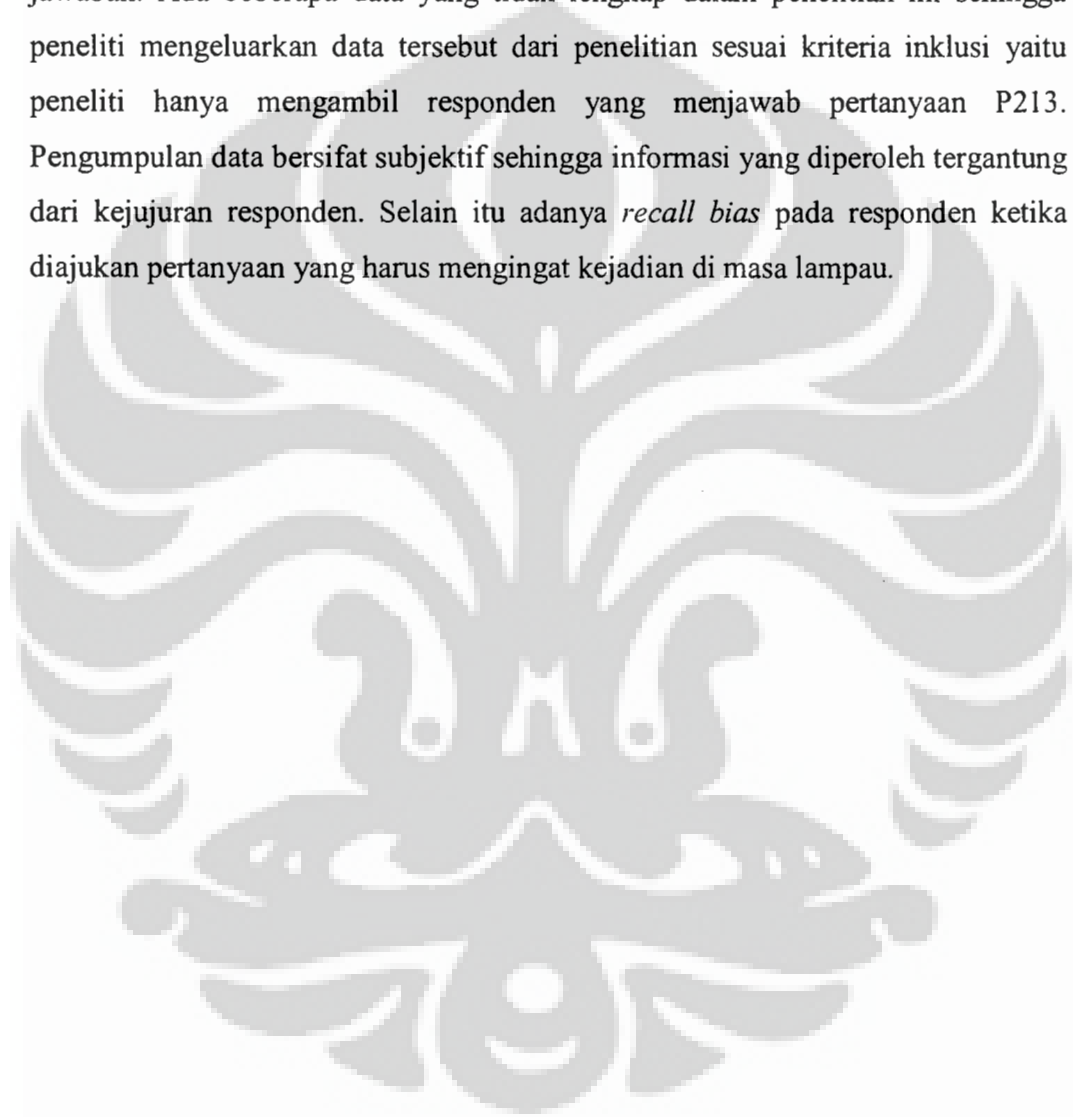 peneliti mengeluarkan data tersebut dari penelitian sesuai kriteria inklusi yaitu
peneliti hanya mengambil responden yang menjawab pertanyaan P213.
Pengumpulan data bersifat subjektif sehingga informasi yang diperoleh tergantung
dari kejujuran responden. Selain itu adanya recall bias pada responden ketika
diajukan pertanyaan yang harus mengingat kejadian di masa lampau.